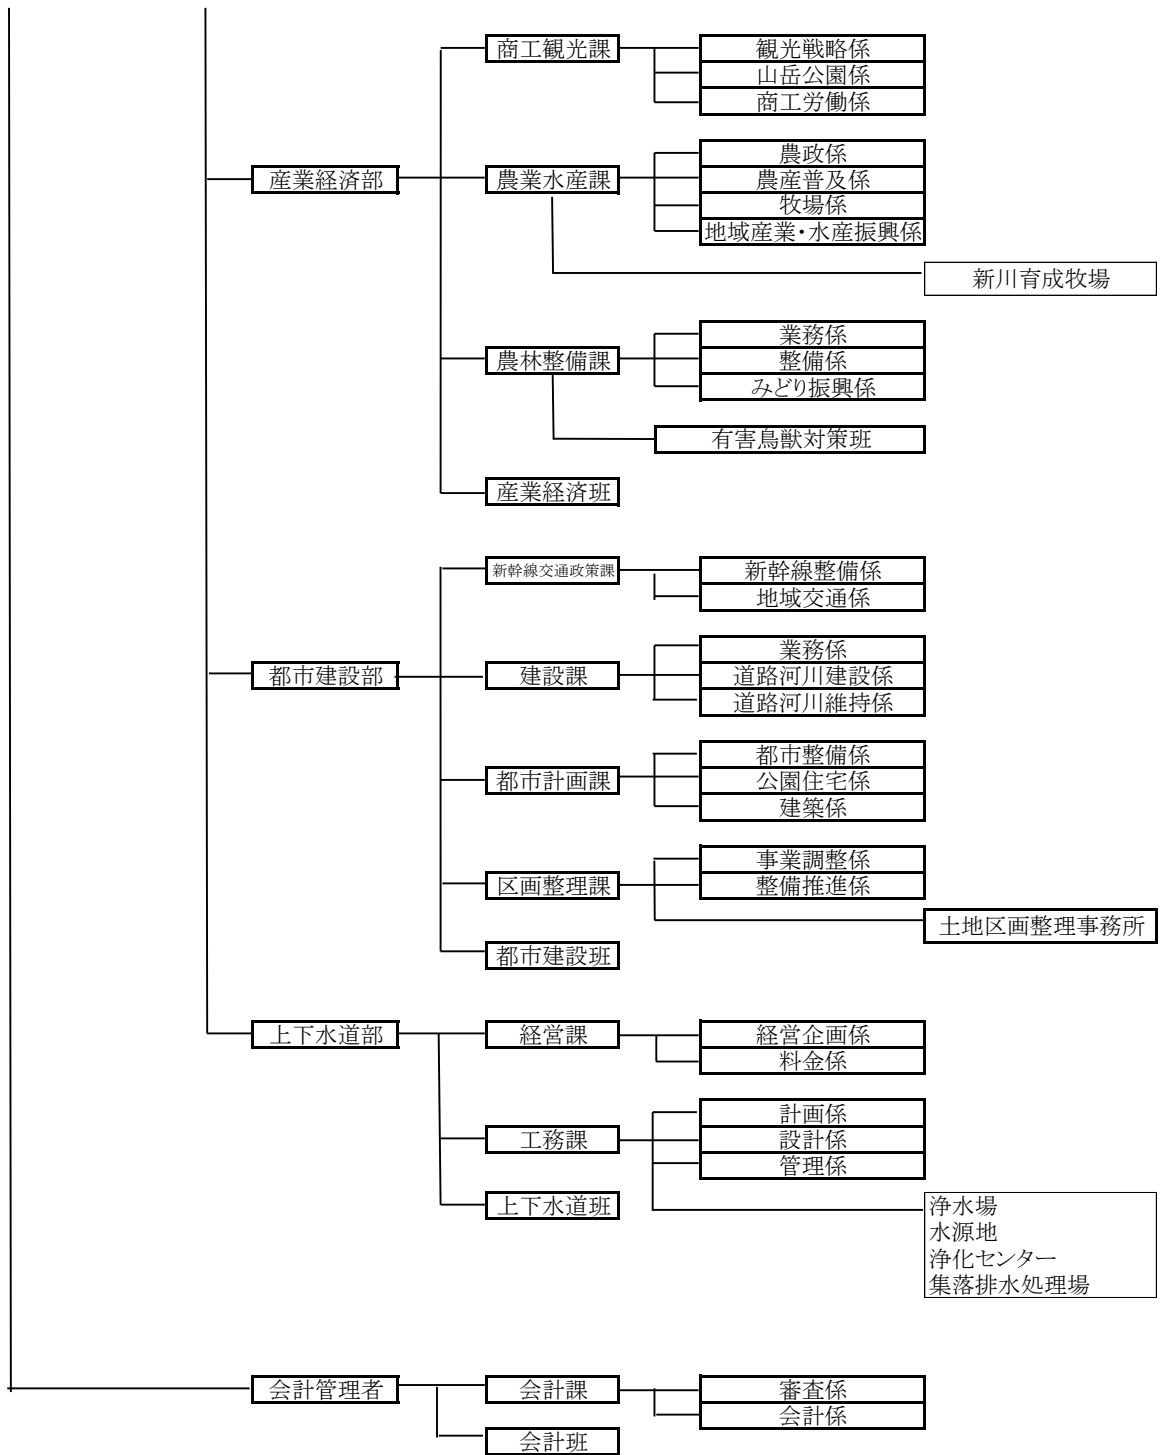 商工観光課
観光戦略係
山岳公園係
商工労働係
産業経済部
農業水産課
農政係
農産普及係
牧場係
地域産業・水産振興係
新川育成牧場
農林整備課
業務係
整備係
みどり振興係
有害鳥獣対策班
産業経済班
新幹線交通政策課
新幹線整備係
地域交通係
都市建設部
建設課
業務係
道路河川建設係
道路河川維持係
都市計画課
都市整備係
公園住宅係
建築係
区画整理課
事業調整係
整備推進係
土地区画整理事務所
都市建設班
上下水道部
経営課
経営企画係
料金係
工務課
計画係
設計係
管理係
上下水道班
浄水場
水源地
浄化センター
集落排水処理場
会計管理者
会計課
審査係
会計係
会計班